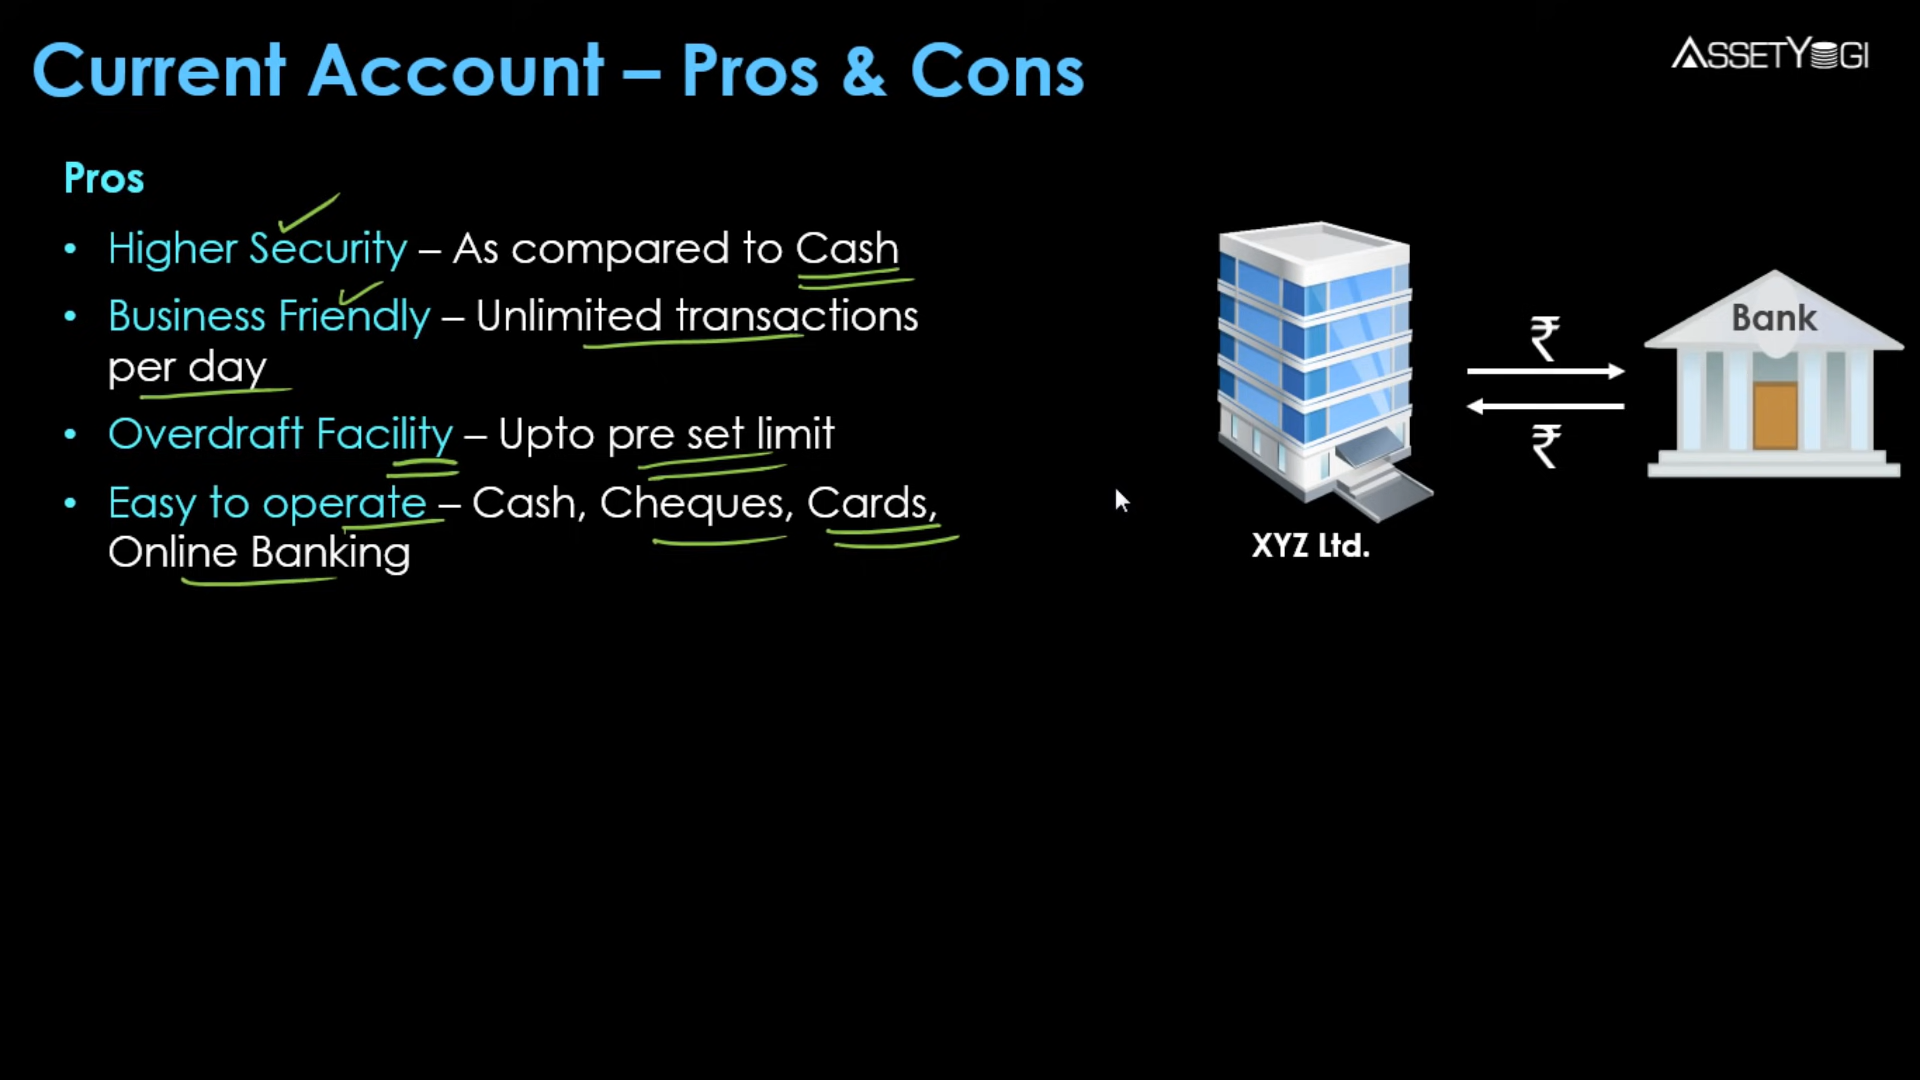 Current Account – Pros & Cons
ASSETYOGI
Pros
• Higher Security – As compared to Cash
• Business Friendly – Unlimited transactions
per day
• Overdraft Facility – Upto pre set limit
• Easy to operate – Cash, Cheques, Cards,
Online Banking
₹
Bank
₹
XYZ Ltd.